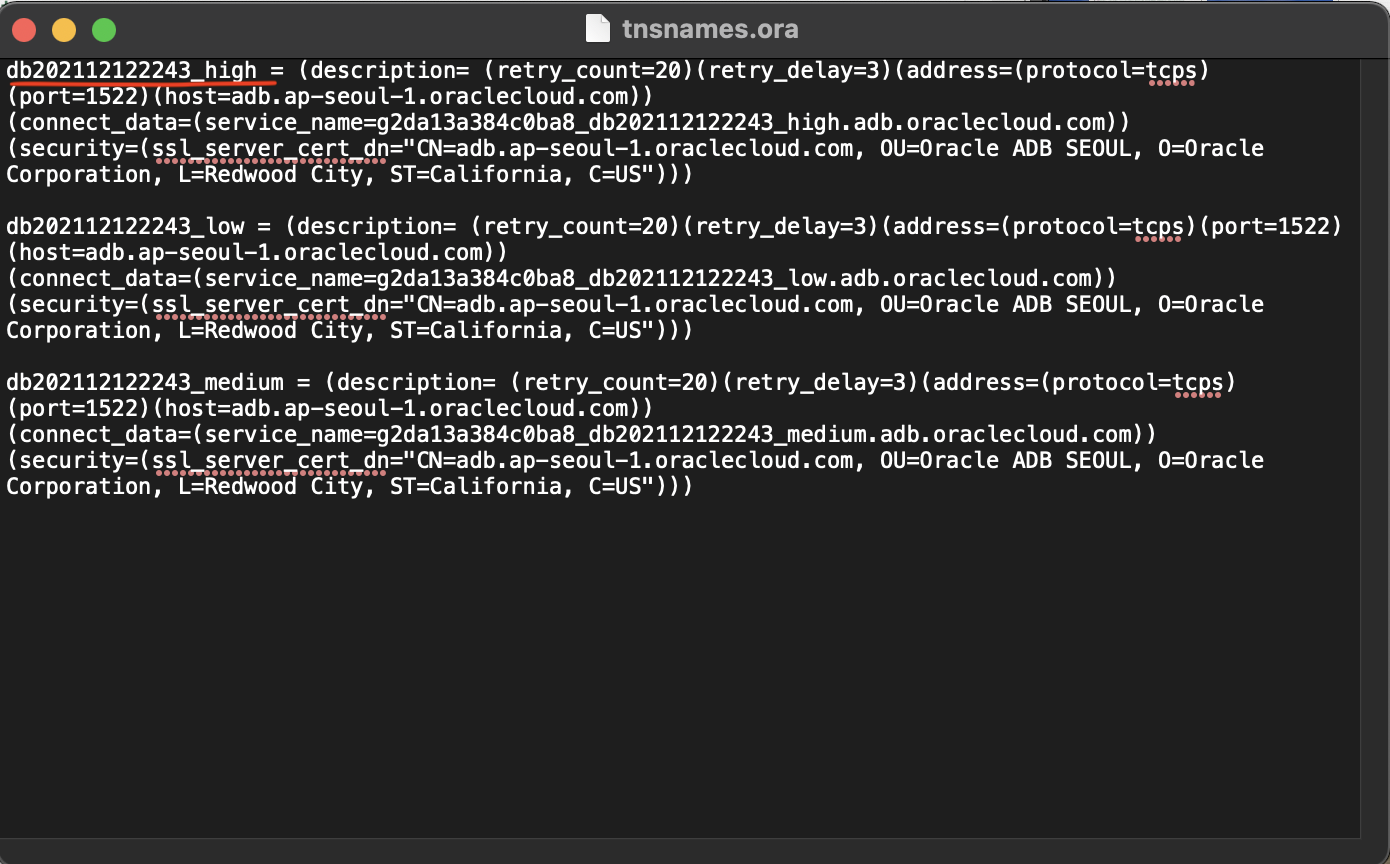 tnsnames.ora
db202112122243_high = (description= (retry_count=20)(retry_delay=3)(address=(protocol=tcps)
(port=1522)(host=adb.ap-seoul-1.oraclecloud.com))
(connect_data=(service_name=g2da13a384c0ba8_db202112122243_high.adb.oraclecloud.com))
(security=(ssl_server_cert_dn="CN=adb.ap-seoul-1.oraclecloud.com, OU=Oracle ADB SEOUL, O=Oracle
Corporation, L=Redwood City, ST=California, C=US")))
db202112122243_low = (description= (retry_count=20)(retry_delay=3)(address=(protocol=tcps)(port=1522)
(host=adb.ap-seoul-1.oraclecloud.com))
(connect_data=(service_name=g2da13a384c0ba8_db202112122243_low.adb.oraclecloud.com))
(security=(ssl_server_cert_dn="CN=adb.ap-seoul-1.oraclecloud.com, OU=Oracle ADB SEOUL, O=Oracle
Corporation, L=Redwood City, ST=California, C=US")))
db202112122243_medium = (description= (retry_count=20)(retry_delay=3)(address=(protocol=tcps)
(port=1522)(host=adb.ap-seoul-1.oraclecloud.com))
(connect_data=(service_name=g2da13a384c0ba8_db202112122243_medium.adb.oraclecloud.com))
(security=(ssl_server_cert_dn="CN=adb.ap-seoul-1.oraclecloud.com, OU=Oracle ADB SEOUL, O=Oracle
Corporation, L=Redwood City, ST=California, C=US")))